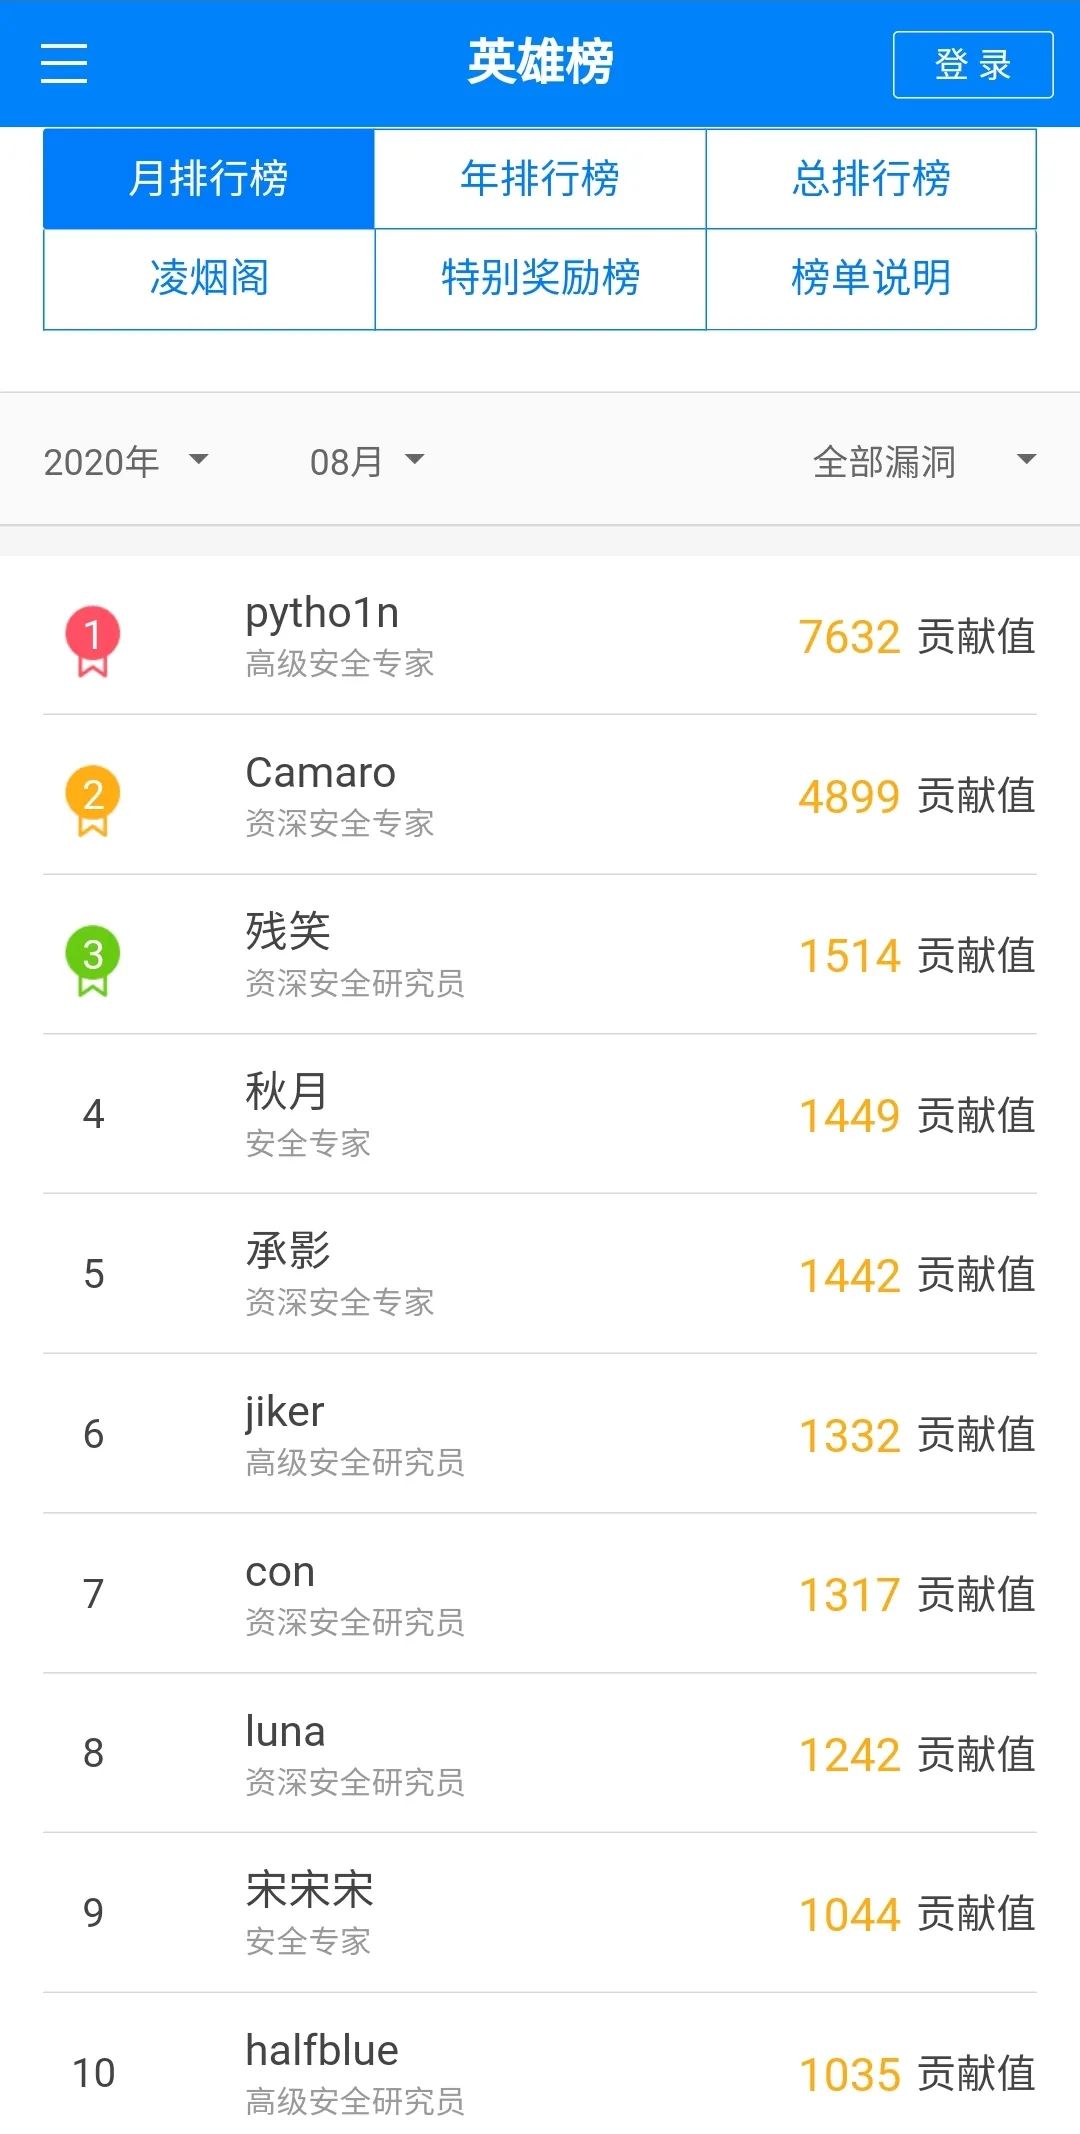 英雄榜
登 录
月排行榜 年排行榜 总排行榜
凌烟阁 特别奖励榜 榜单说明
2020年 08月 全部漏洞
1 pytho1n 7632 贡献值
高级安全专家
2 Camaro 4899 贡献值
资深安全专家
3 残笑 1514 贡献值
资深安全研究员
4 秋月 1449 贡献值
安全专家
5 承影 1442 贡献值
资深安全专家
6 jiker 1332 贡献值
高级安全研究员
7 con 1317 贡献值
资深安全研究员
8 luna 1242 贡献值
资深安全研究员
9 宋宋宋 1044 贡献值
安全专家
10 halfblue 1035 贡献值
高级安全研究员